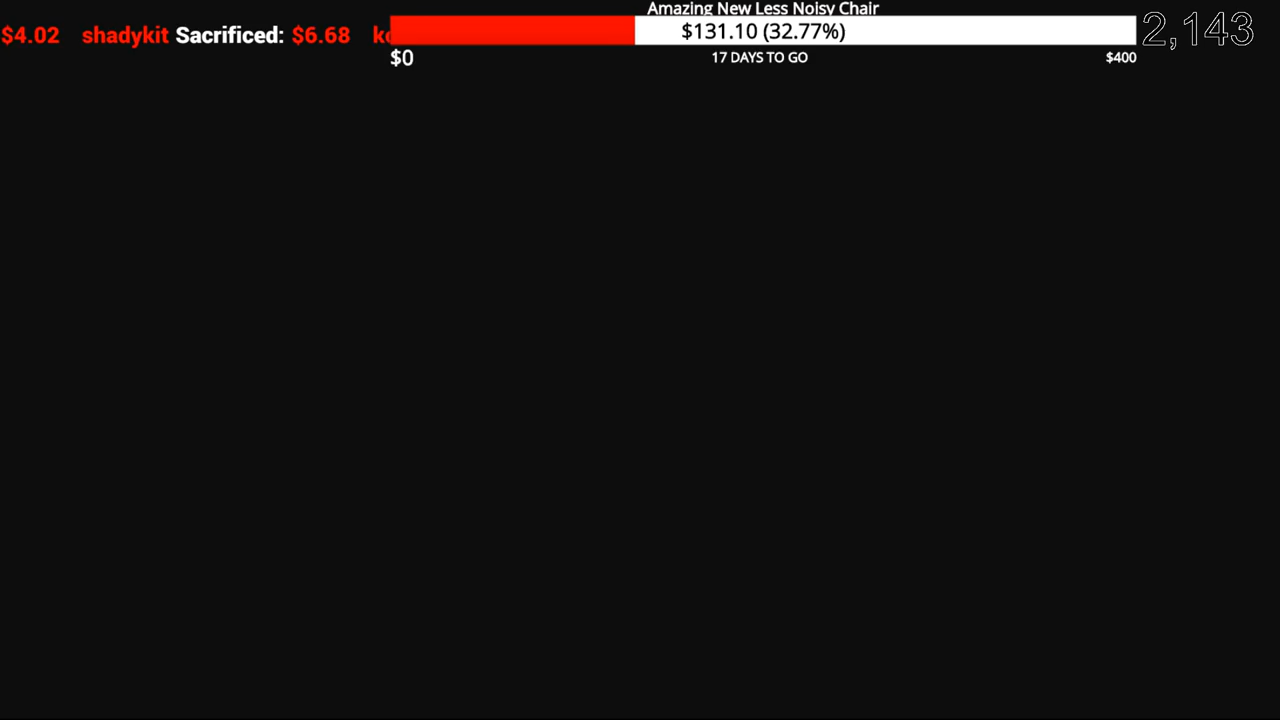 Amazing New Less Noisy Chair
$4.02 shadykit Sacrificed: $6.68
$131.10 (32.77%)
2,143
$0
17 DAYS TO GO
$400